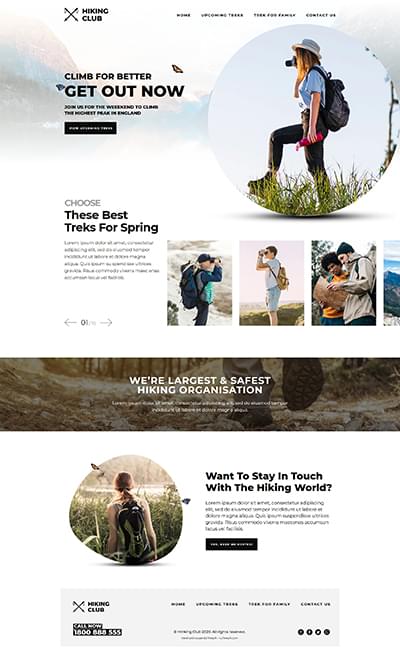 HIKING
CLUB
HOME UPCOMING TREKS TREK FOR FAMILY CONTACT US
CLIMB FOR BETTER
GET OUT NOW
JOIN US FOR THE WEEKEND TO CLIMB
THE HIGHEST PEAK IN ENGLAND
VIEW UPCOMING TREKS
CHOOSE
These Best
Treks For Spring
Lorem ipsum dolor sit amet, consectetur
adipiscing elit, sed do eiusmod tempor
incididunt ut labore et dolore magna
aliqua. Quis ipsum suspendisse ultrices
gravida. Risus commodo viverra maecenas
accumsan lacus vel facilisis.
01
WE'RE LARGEST & SAFEST
HIKING ORGANISATION
Lorem ipsum dolor sit amet, consectetur adipiscing elit, sed do eiusmod tempor
incididunt ut labore et dolore magna aliqua.
Want To Stay In Touch
With The Hiking World?
Lorem ipsum dolor sit amet, consectetur adipiscing
elit, sed do eiusmod tempor incididunt ut labore et
dolore magna aliqua. Quis ipsum suspendisse ultrices
gravida. Risus commodo viverra maecenas accumsan
lacus vel facilisis.
HIKING
CLUB
HOME UPCOMING TREKS TREK FOR FAMILY CONTACT US
CALL NOW
1800 888 555
© Hiking Club 2020. All rights reserved.